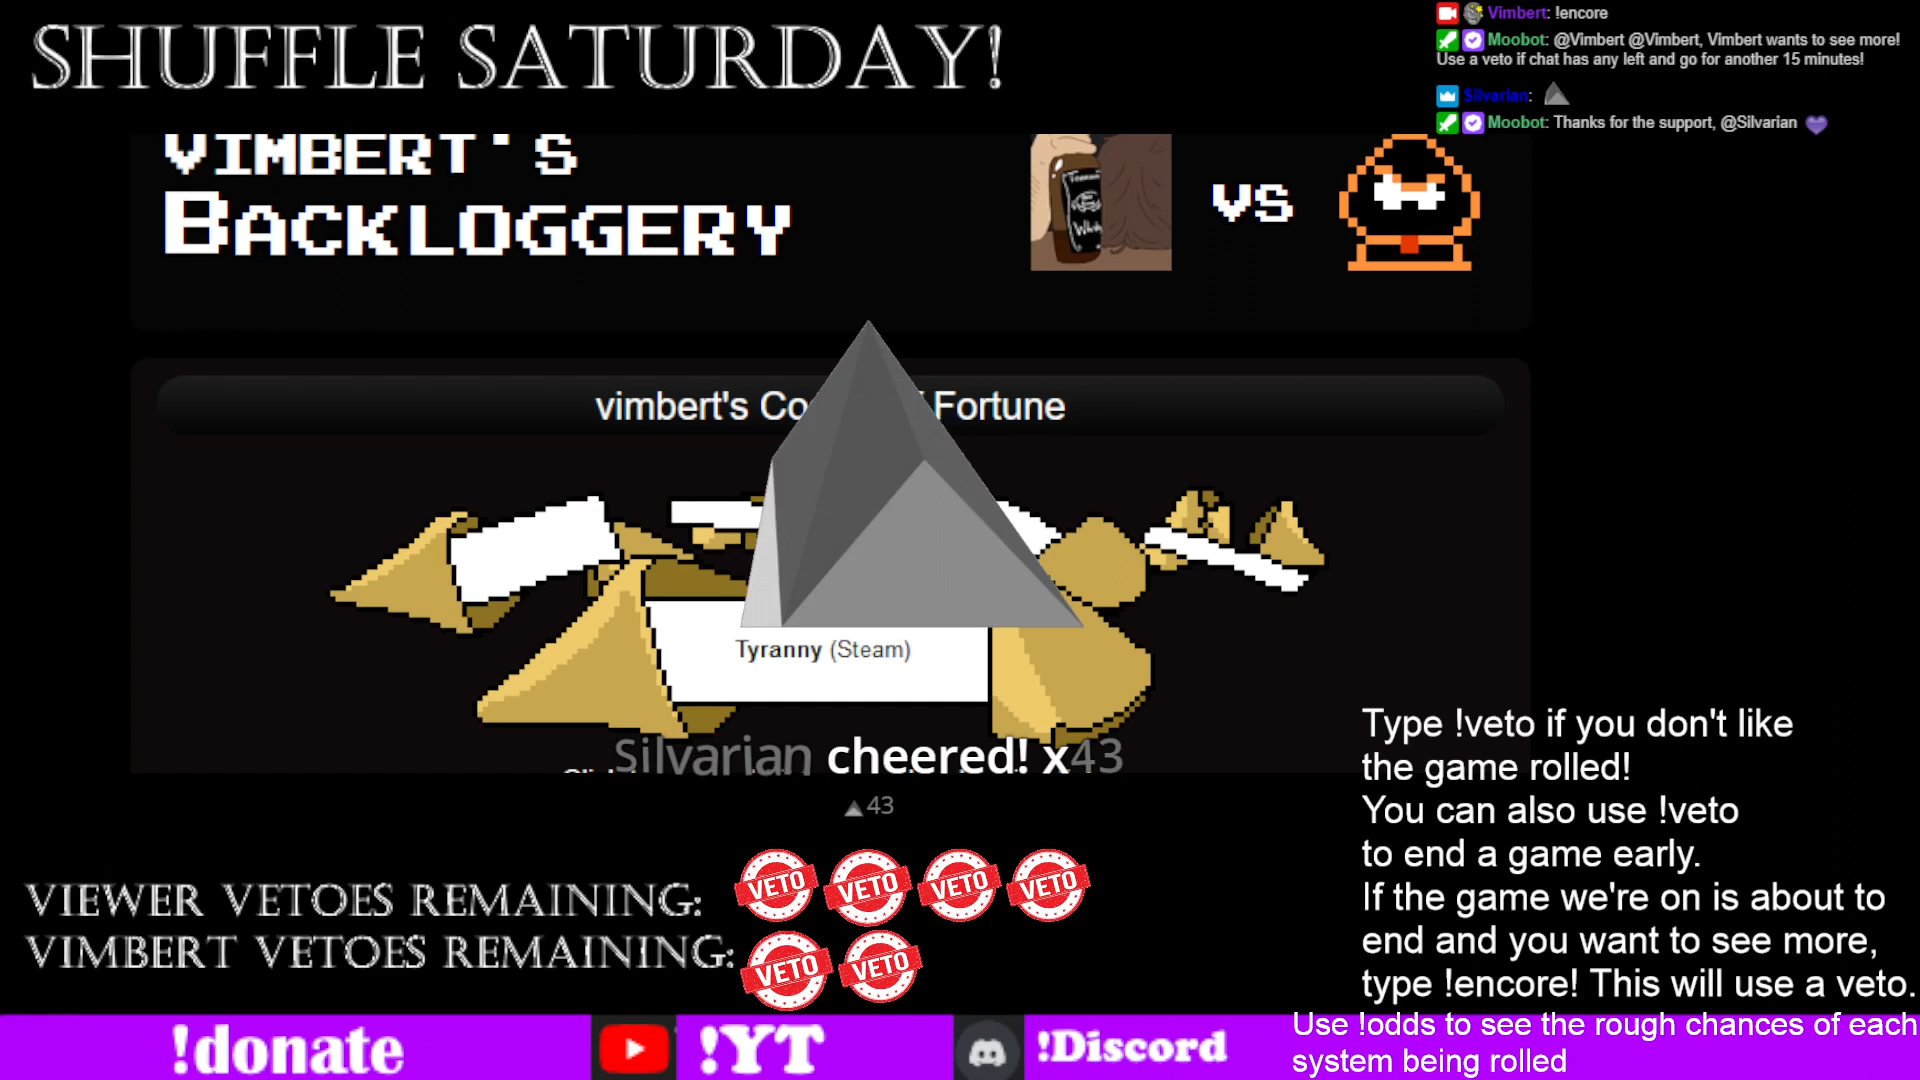 SHUFFLE SATURDAY!
Vimbert: !encore
Moobot: @Vimbert @Vimbert, Vimbert wants to see more!
Use a veto if chat has any left and go for another 15 minutes!
Silvarian:
Moobot: Thanks for the support, @Silvarian
VIMBERT'S
BACKLOGGERY
VS
vimbert's Co Fortune
Tyranny (Steam)
Silvarian cheered! x43
43
VIEWER VETOES REMAINING:
VETO VETO VETO VETO
VIMBERT VETOES REMAINING:
VETO VETO
Type !veto if you don't like
the game rolled!
You can also use !veto
to end a game early.
If the game we're on is about to
end and you want to see more,
type !encore! This will use a veto.
Use !odds to see the rough chances of each
system being rolled
!donate
!YT
!Discord